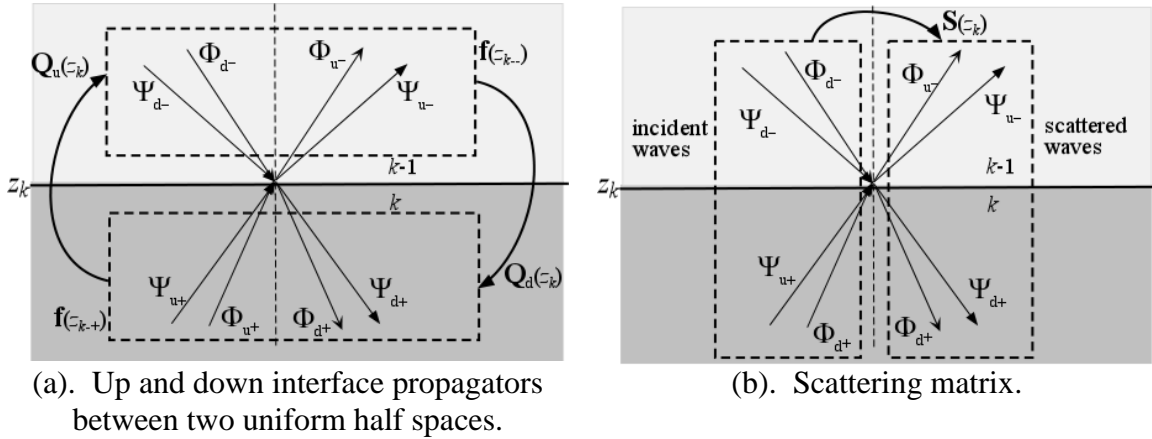 Q_u(z_k)
Φ_d−
Φ_u−
f(z_k--)
Ψ_d−
Ψ_u−
k-1
z_k
k
Ψ_u+
Ψ_d+
Q_d(z_k)
f(z_k-+)
Φ_u+
Φ_d+
(a). Up and down interface propagators
between two uniform half spaces.
S(z_k)
Φ_d−
Φ_u−
Ψ_d−
Ψ_u−
incident
waves
scattered
waves
k-1
z_k
k
Ψ_u+
Ψ_d+
Φ_d+
Φ_d+
(b). Scattering matrix.